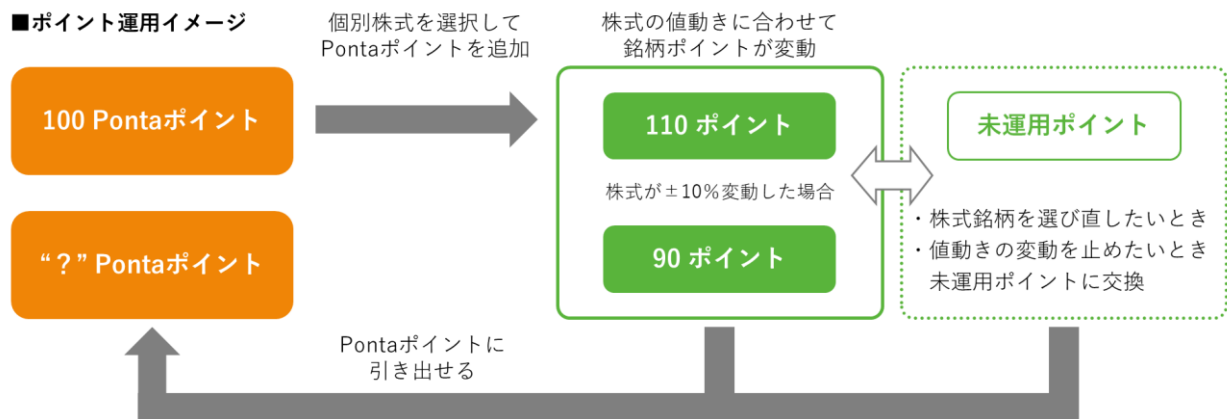 ■ポイント運用イメージ
個別株式を選択して
Pontaポイントを追加
株式の値動きに合わせて
銘柄ポイントが変動
100 Pontaポイント
110 ポイント
未運用ポイント
株式が±10%変動した場合
“？” Pontaポイント
90 ポイント
・株式銘柄を選び直したいとき
・値動きの変動を止めたいとき
未運用ポイントに交換
Pontaポイントに
引き出せる